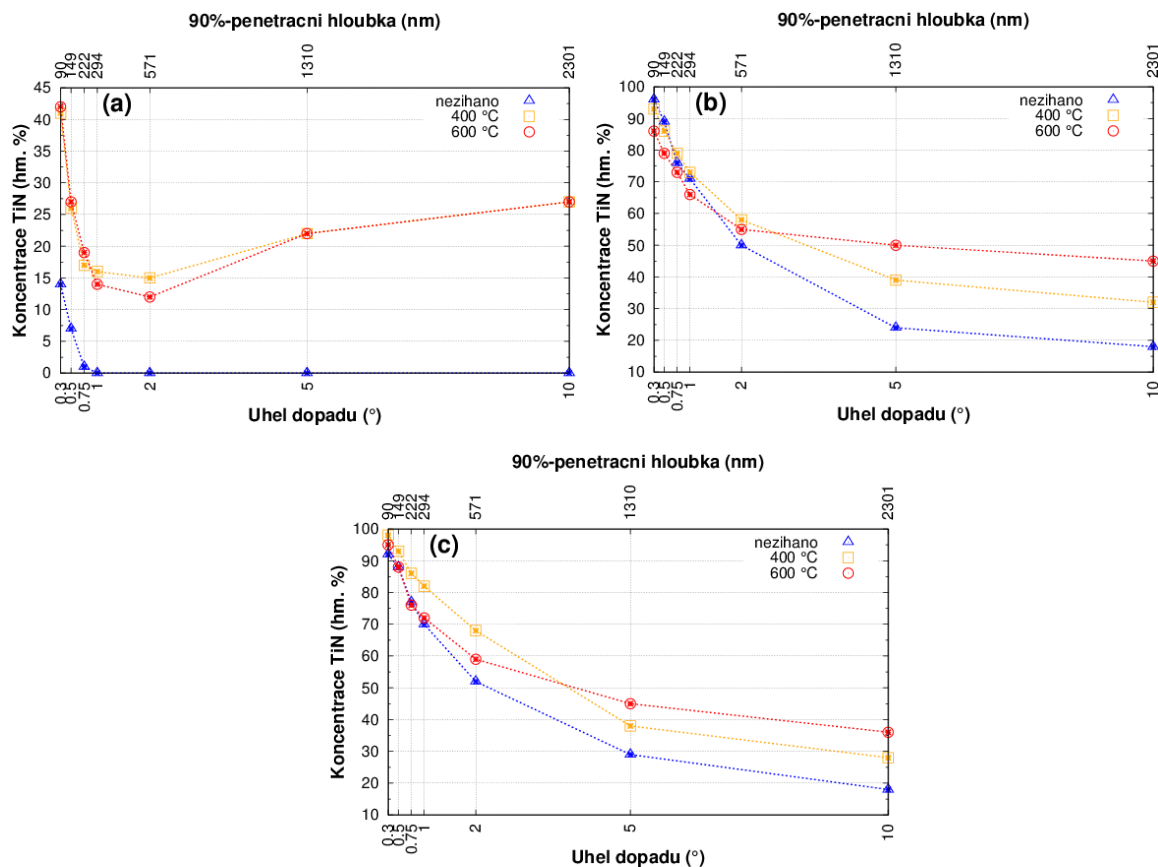 90%-penetracni hloubka (nm)
90 149 222 294 571 1310 2301
(a)
nezihano
400 °C
600 °C
Koncentrace TiN (hm. %)
45
40
35
30
25
20
15
10
5
0
0.3 0.5 0.75 1 2 5 10
Uhel dopadu (°)
90%-penetracni hloubka (nm)
90 149 222 294 571 1310 2301
(b)
nezihano
400 °C
600 °C
Koncentrace TiN (hm. %)
100
90
80
70
60
50
40
30
20
10
0.3 0.5 0.75 1 2 5 10
Uhel dopadu (°)
90%-penetracni hloubka (nm)
90 149 222 294 571 1310 2301
(c)
nezihano
400 °C
600 °C
Koncentrace TiN (hm. %)
100
90
80
70
60
50
40
30
20
10
0.3 0.5 0.75 1 2 5 10
Uhel dopadu (°)